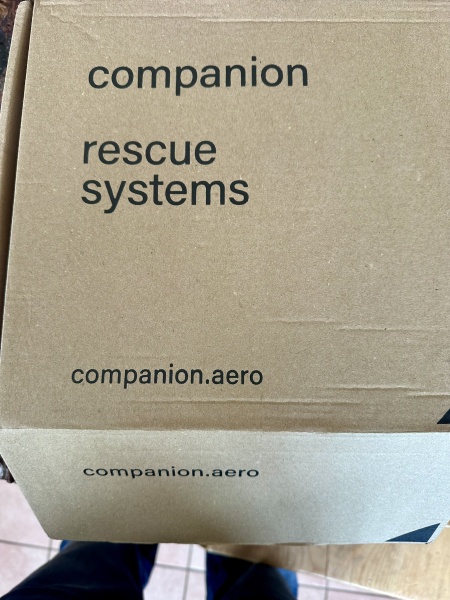 companion
rescue
systems
companion.aero
companion.aero